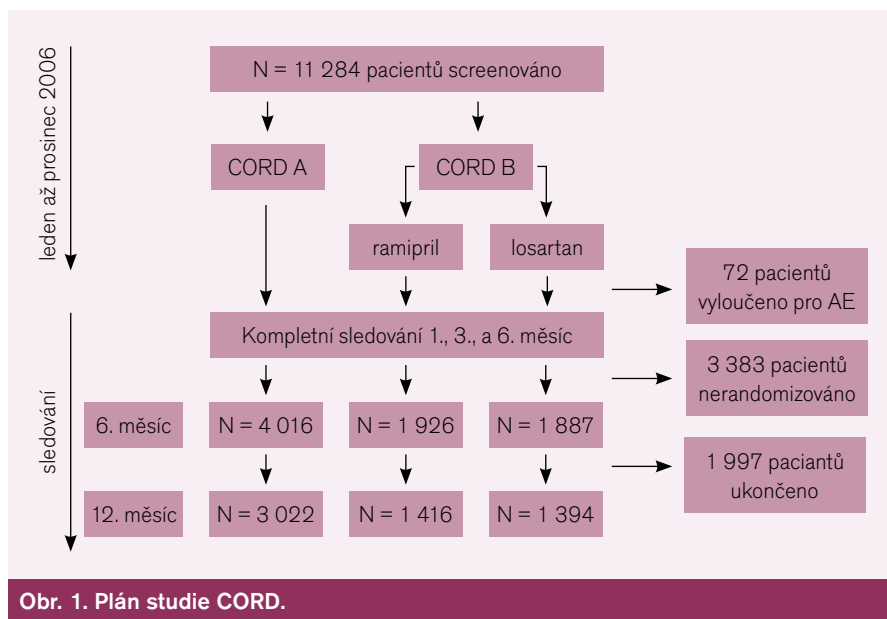 leden až prosinec 2006
N = 11 284 pacientů screenováno
CORD A
CORD B
ramipril
losartan
72 pacientů
vyloučeno pro AE
Kompletní sledování 1., 3., a 6. měsíc
3 383 pacientů
nerandomizováno
sledování
6. měsíc
N = 4 016
N = 1 926
N = 1 887
1 997 paciantů
ukončeno
12. měsíc
N = 3 022
N = 1 416
N = 1 394
Obr. 1. Plán studie CORD.